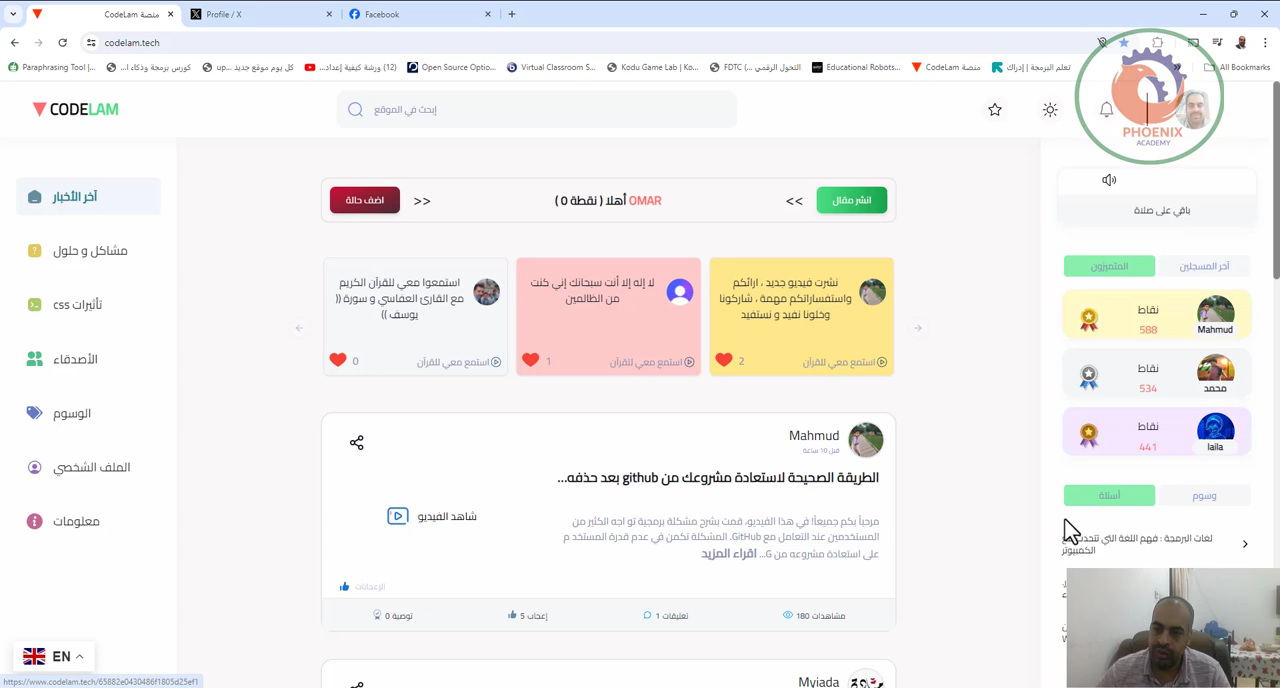 CodeLam منصة
Profile / X
Facebook
codelam.tech
Paraphrasing Tool |...
كورس برمجة وذكاء ا...
up... كل يوم موقع جديد
(12) ورشة كيفية إعداد...
Optio...
Virtual Classroom S...
Kodu Game Lab | Ko...
FDTC (... التحول الرقمي
Educational Robots...
CodeLam منصة
تعلم البرمجة | إدراك
All Bookmarks
CODELAM
إبحث في الموقع
PHOENIX
ACADEMY
آخر الأخبار
مشاكل و حلول
تأثيرات css
الأصدقاء
الوسوم
الملف الشخصي
معلومات
انشر مقال
>>
OMAR أهلا ( نقطة 0 )
<<
اضف حالة
نشرت فيديو جديد ، ارائكم
واستفساراتكم مهمة ، شاركونا
وخلونا نفيد و نستفيد
2
استمع معي للقرآن
لا إله إلا أنت سبحانك إني كنت
من الظالمين
1
استمع معي للقرآن
استمعوا معي للقرآن الكريم
مع القارئ العفاسي و سورة ((
يوسف ))
0
استمع معي للقرآن
Mahmud
قبل 10 ساعة
الطريقة الصحيحة لاستعادة مشروعك من github بعد حذفه...
شاهد الفيديو
مرحباً بكم جميعاً! في هذا الفيديو، قمت بشرح مشكلة برمجية تو اجه الكثير من
المستخدمين عند التعامل مع GitHub. المشكلة تكمن في عدم قدرة المستخد م
على استعادة مشروعه من G... اقراء المزيد
الإعجابات
مشاهدات 180
تعليقات 1
إعجاب 5
توصية 0
Myiada
باقي على صلاة
آخر المسجلين
المتميزون
نقاط
588
Mahmud
نقاط
534
محمد
نقاط
441
laila
وسوم
أسئلة
لغات البرمجة : فهم اللغة التي تتحدث
الكمبيوتر
EN
https://www.codelam.tech/65882e0430486f1805d25ef1